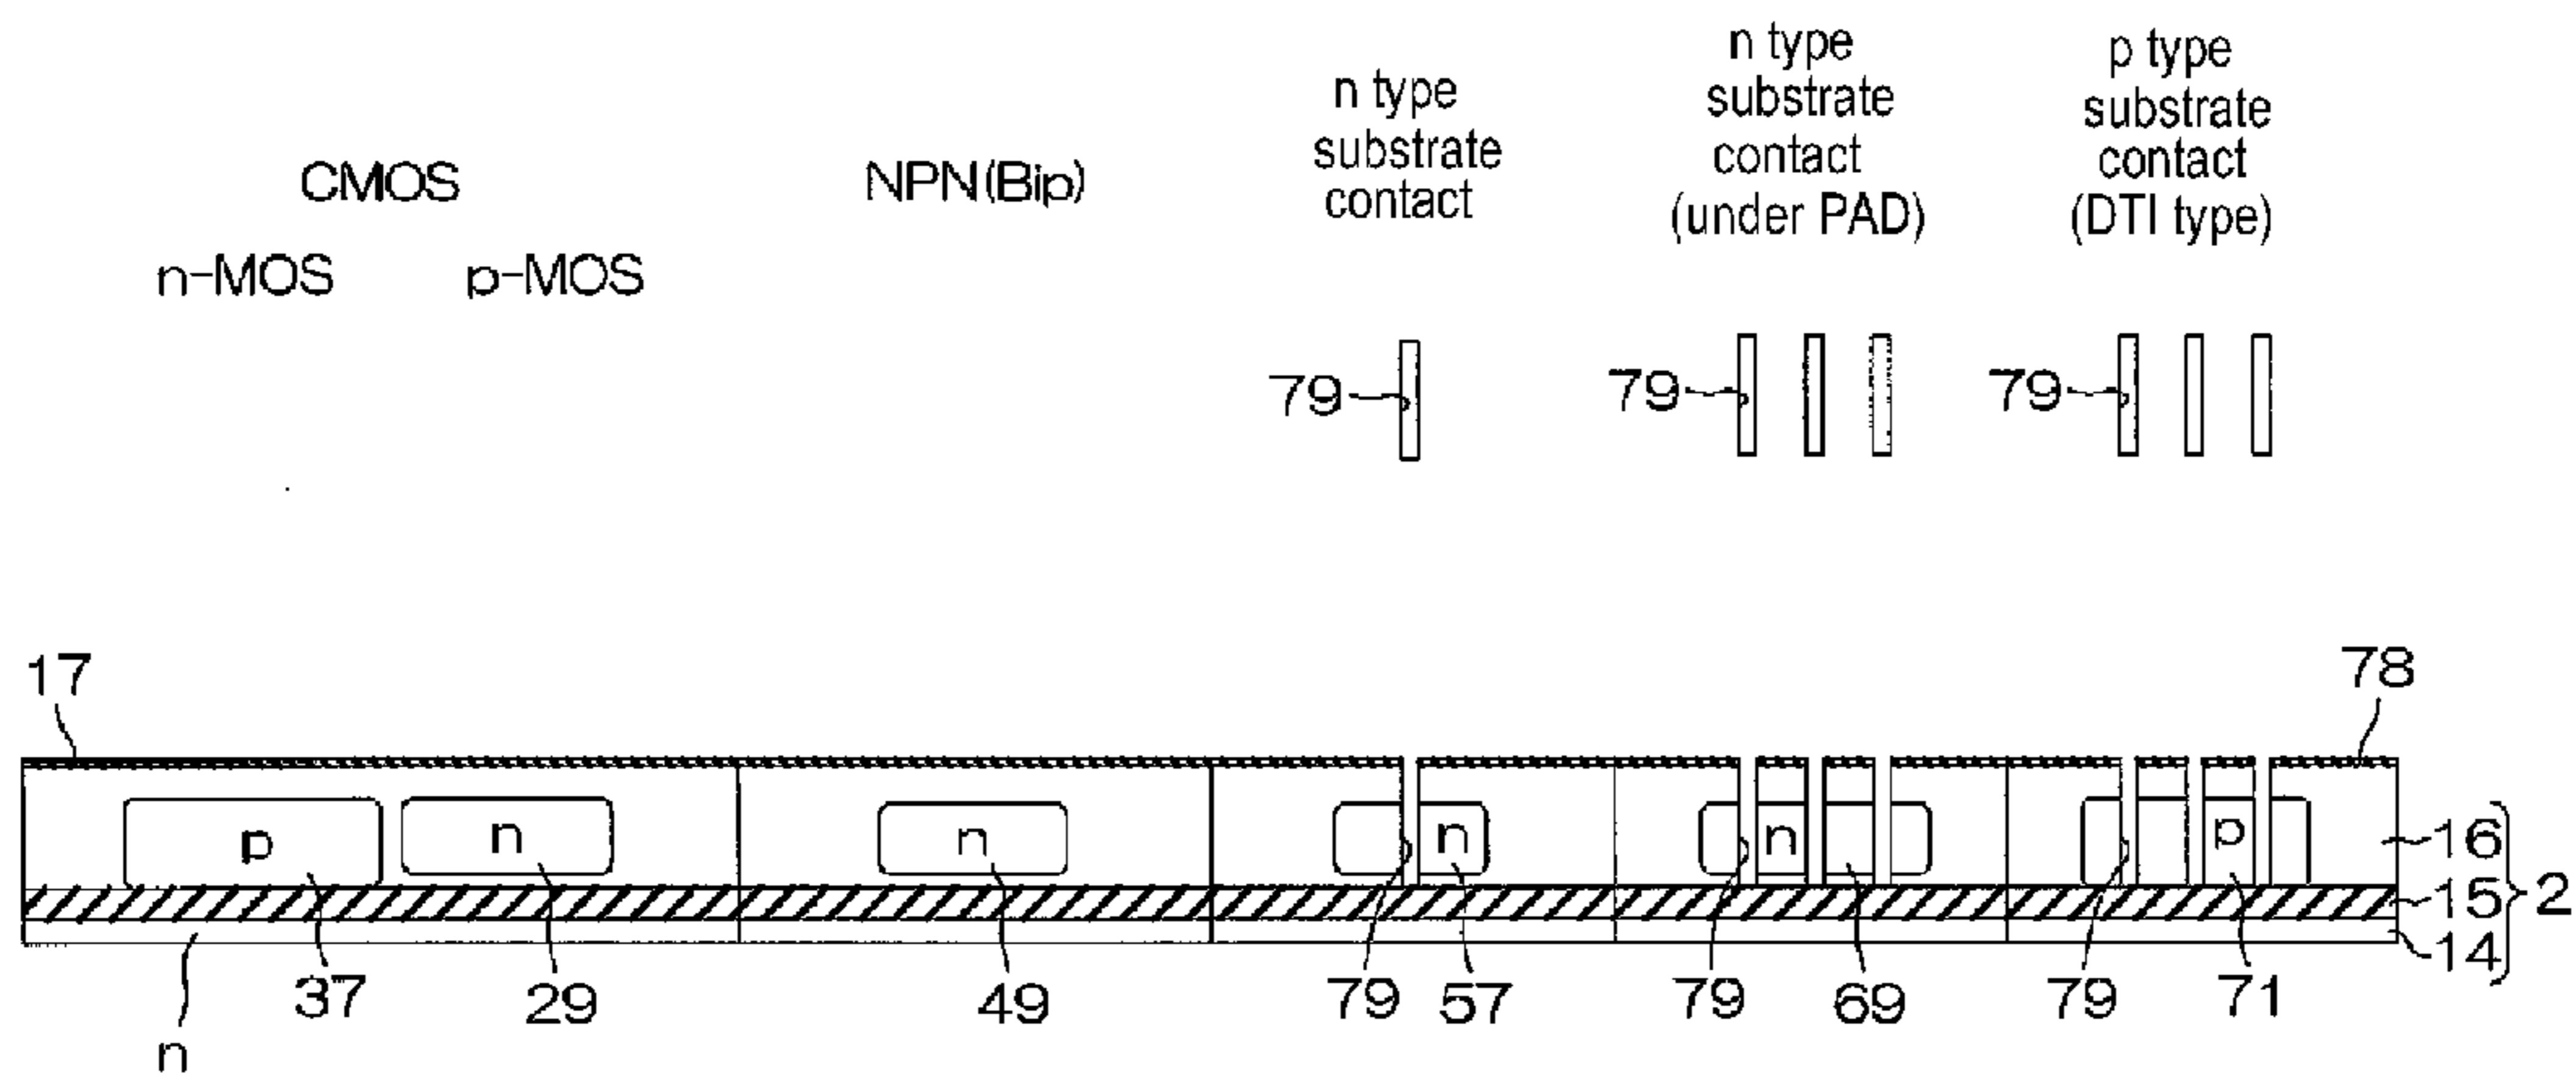 n type
substrate
contact
n type
substrate
contact
(under PAD)
p type
substrate
contact
(DTI type)
CMOS
NPN(Bip)
n-MOS
p-MOS
79
79
79
17
78
p
n
n
n
n
p
16
15
14
2
37
29
49
79
57
79
69
79
71
n